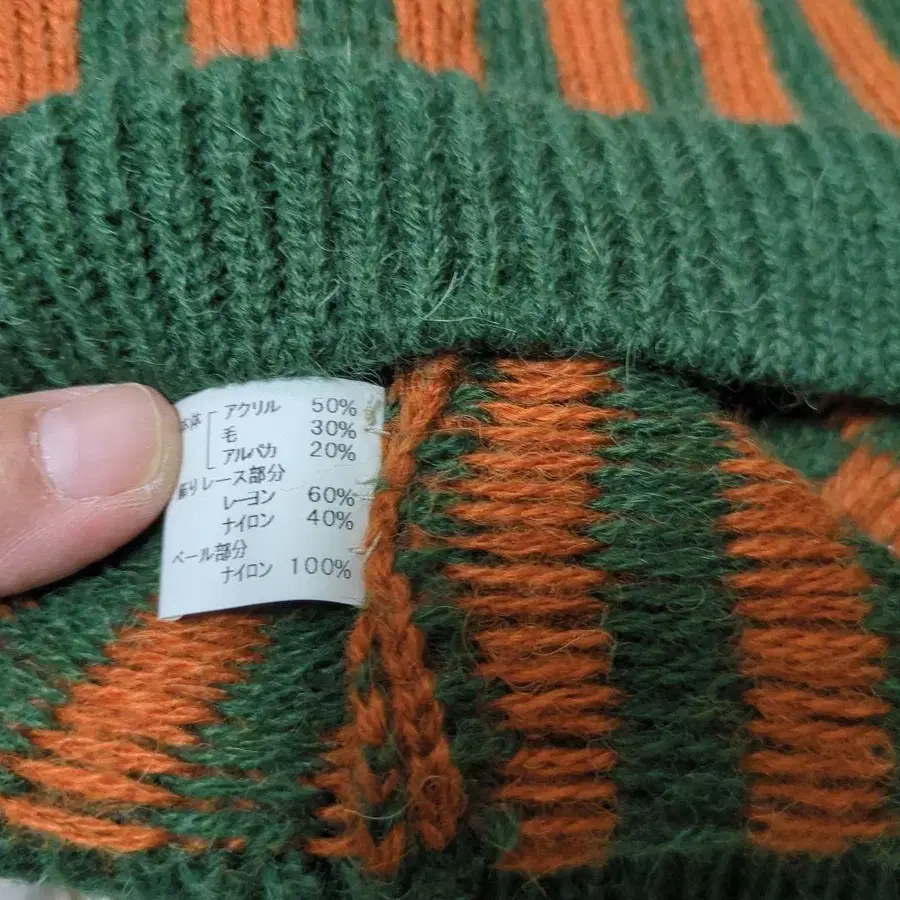 本体 アクリル 50%
毛 30%
アルパカ 20%
飾りレース部分
レーヨン 60%
ナイロン 40%
ベール部分
ナイロン 100%